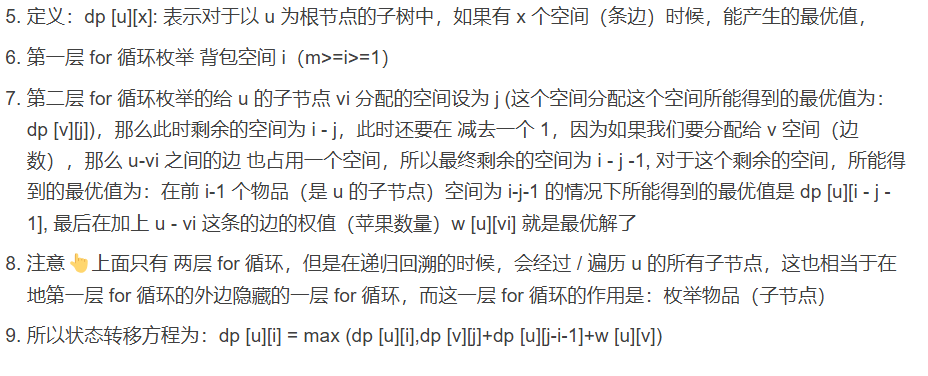 5. 定义：dp [u][x]: 表示对于以 u 为根节点的子树中，如果有 x 个空间（条边）时候，能产生的最优值，
6. 第一层 for 循环枚举 背包空间 i（m>=i>=1）
7. 第二层 for 循环枚举的给 u 的子节点 vi 分配的空间设为 j (这个空间分配这个空间所能得到的最优值为：
dp [v][j])，那么此时剩余的空间为 i - j，此时还要在 减去一个 1，因为如果我们要分配给 v 空间（边
数），那么 u-vi 之间的边 也占用一个空间，所以最终剩余的空间为 i - j -1, 对于这个剩余的空间，所能得
到的最优值为：在前 i-1 个物品（是 u 的子节点）空间为 i-j-1 的情况下所能得到的最优值是 dp [u][i - j -
1], 最后在加上 u - vi 这条的边的权值（苹果数量）w [u][vi] 就是最优解了
8. 注意👆上面只有 两层 for 循环，但是在递归回溯的时候，会经过 / 遍历 u 的所有子节点，这也相当于在
地第一层 for 循环的外边隐藏的一层 for 循环，而这一层 for 循环的作用是：枚举物品（子节点）
9. 所以状态转移方程为：dp [u][i] = max (dp [u][i],dp [v][j]+dp [u][j-i-1]+w [u][v])